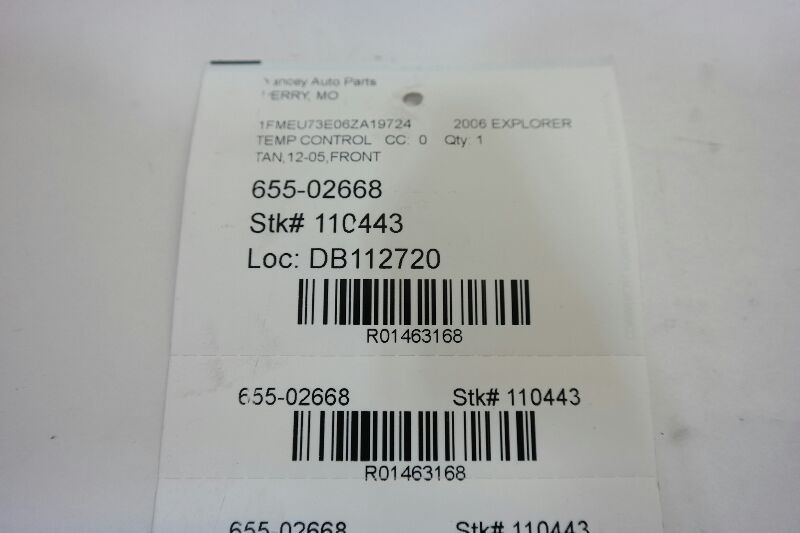 Auto Parts
PERRY, MO
1FMEU73E06ZA19724 2006 EXPLORER
TEMP CONTROL CC: 0 Qty: 1
TAN,12-05,FRONT
655-02668
Stk# 110443
Loc: DB112720
R01463168
655-02668 Stk# 110443
R01463168
655-02668 Stk# 110443